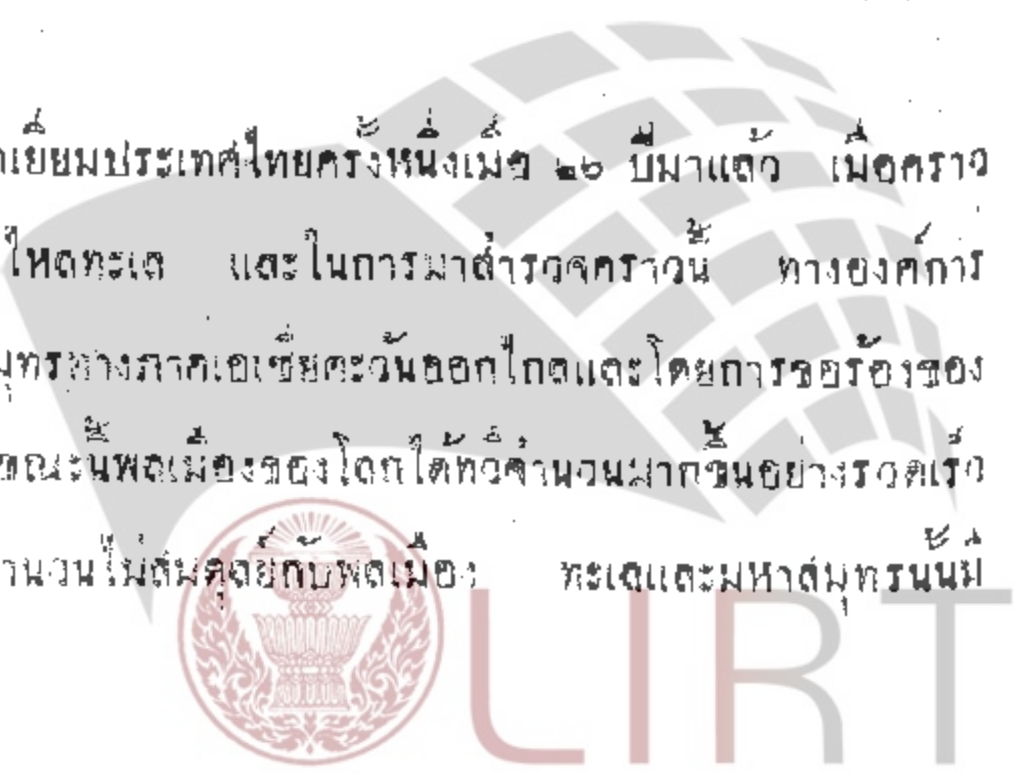 เยี่ยมประเทศไทยครั้งหนึ่งเมื่อ ๒๖ ปีมาแล้ว เมื่อคราว
ไหล่ทะเล และในการมาสำรวจคราวนี้ ทางองค์การ
มุทรทางภาคเอเซียตะวันออกไกลและโดยการขอร้องของ
ขณะนี้พลเมืองของโลกได้ทวีจำนวนมากขึ้นอย่างรวดเร็ว
านวนไม่สมดุลย์กับพลเมือง ทะเลและมหาสมุทรนั้นมี
LIRT